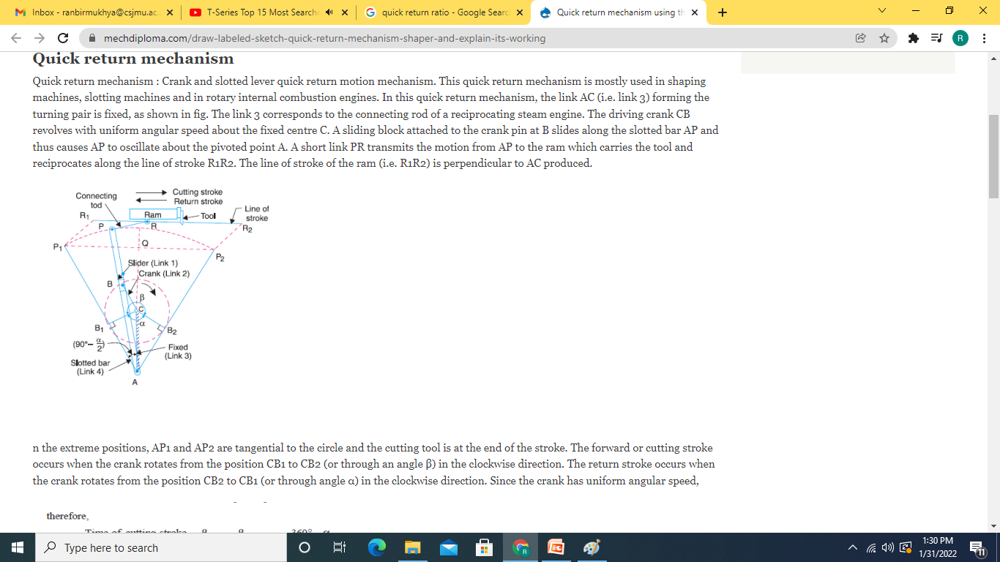 Inbox - ranbirmukhya@csjmu.ac.
T-Series Top 15 Most Searche
quick return ratio - Google Searc
Quick return mechanism using th
mechdiploma.com/draw-labeled-sketch-quick-return-mechanism-shaper-and-explain-its-working
R
Quick return mechanism
Quick return mechanism : Crank and slotted lever quick return motion mechanism. This quick return mechanism is mostly used in shaping
machines, slotting machines and in rotary internal combustion engines. In this quick return mechanism, the link AC (i.e. link 3) forming the
turning pair is fixed, as shown in fig. The link 3 corresponds to the connecting rod of a reciprocating steam engine. The driving crank CB
revolves with uniform angular speed about the fixed centre C. A sliding block attached to the crank pin at B slides along the slotted bar AP and
thus causes AP to oscillate about the pivoted point A. A short link PR transmits the motion from AP to the ram which carries the tool and
reciprocates along the line of stroke R1R2. The line of stroke of the ram (i.e. R1R2) is perpendicular to AC produced.
Cutting stroke
Return stroke
Connecting
tod
Ram
Tool
Line of
stroke
R1
P
R
R2
P1
Q
P2
Slider (Link 1)
Crank (Link 2)
B
β
C
α
B1
B2
(90°– α/2)
Fixed
(Link 3)
Slotted bar
(Link 4)
A
n the extreme positions, AP1 and AP2 are tangential to the circle and the cutting tool is at the end of the stroke. The forward or cutting stroke
occurs when the crank rotates from the position CB1 to CB2 (or through an angle β) in the clockwise direction. The return stroke occurs when
the crank rotates from the position CB2 to CB1 (or through angle α) in the clockwise direction. Since the crank has uniform angular speed,
therefore,
Time of cutting stroke β β 360° α
Type here to search
1:30 PM
1/31/2022
11